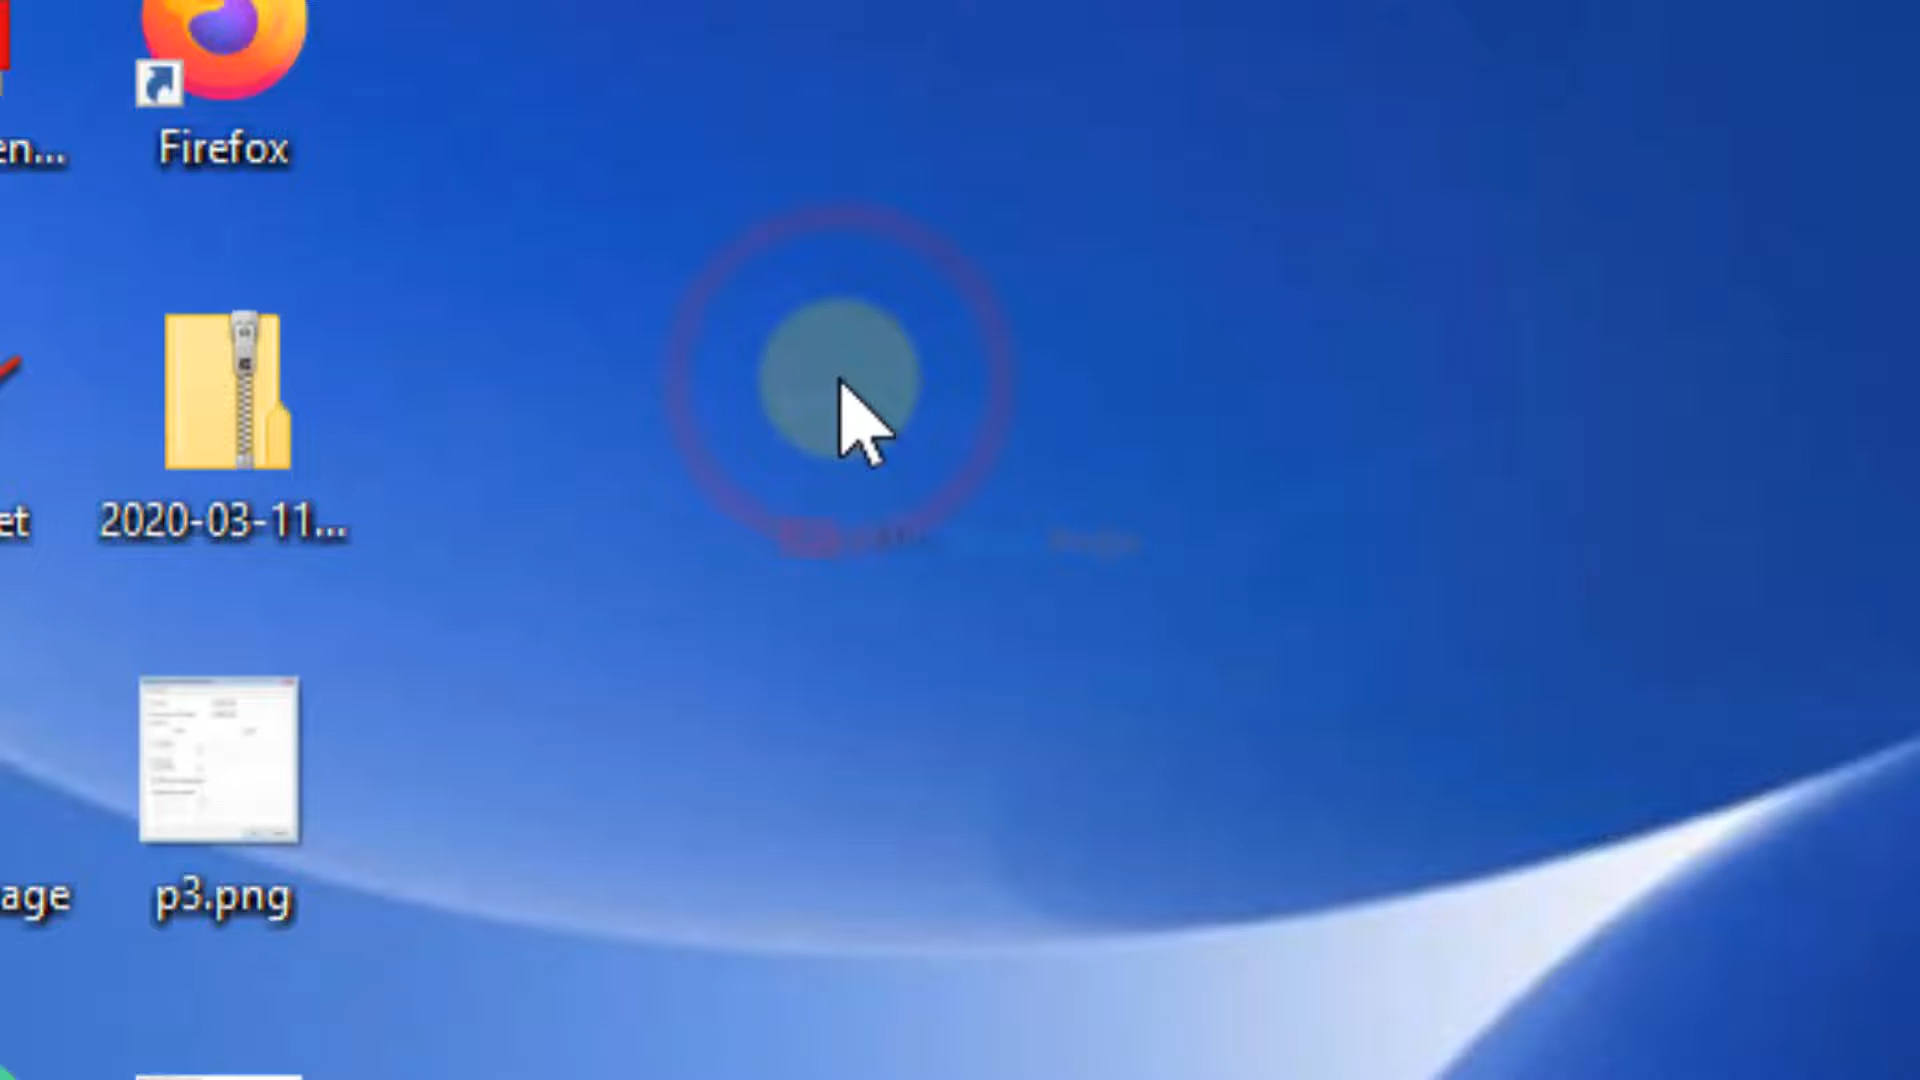 en...
Firefox
et
2020-03-11...
age
p3.png